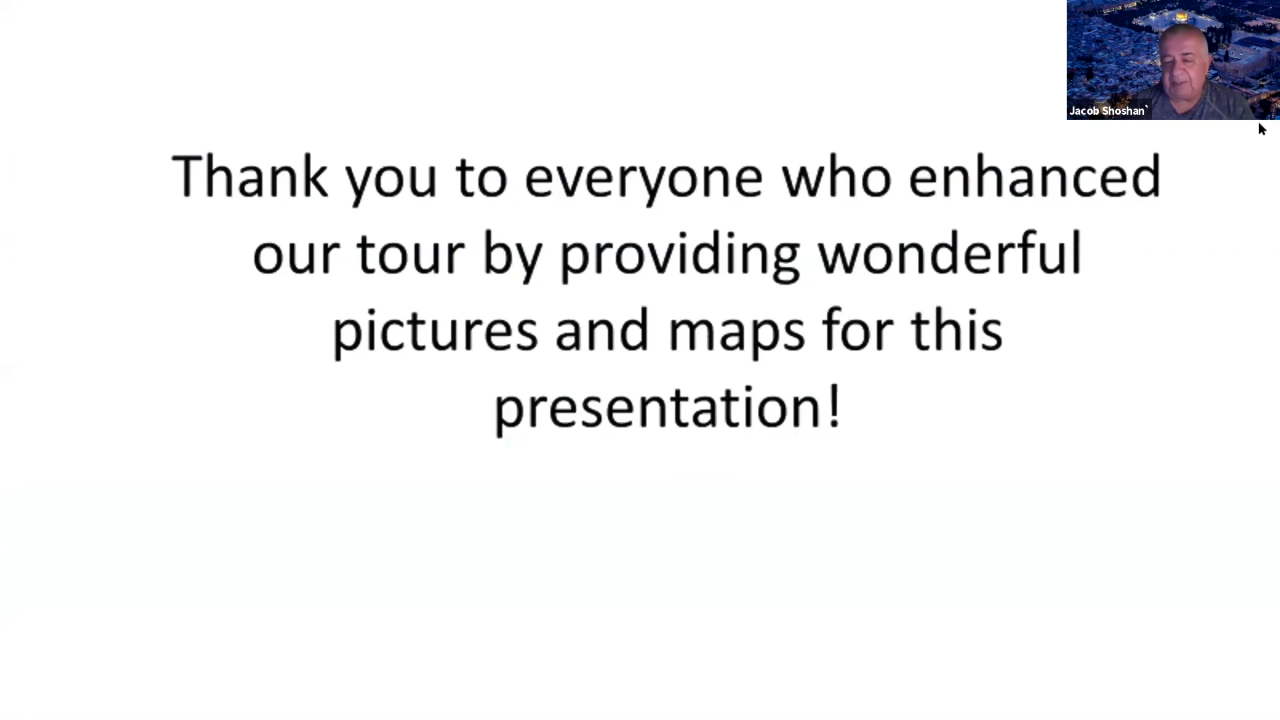 Jacob Shoshan`
Thank you to everyone who enhanced
our tour by providing wonderful
pictures and maps for this
presentation!